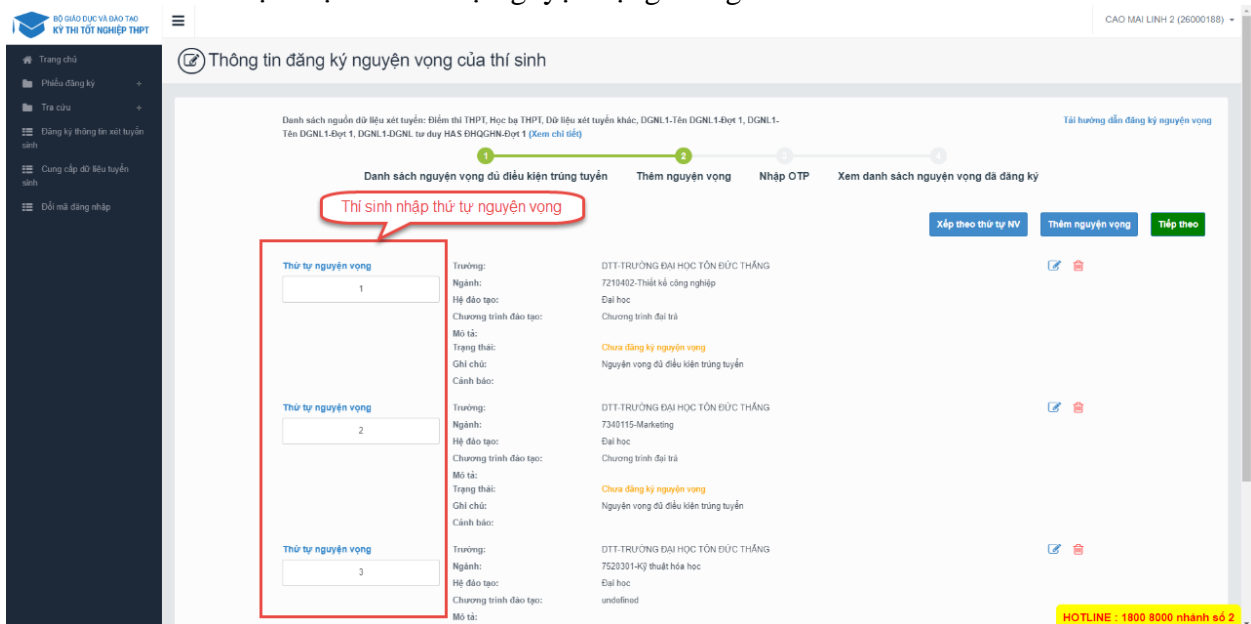 BỘ GIÁO DỤC VÀ ĐÀO TẠO
KỲ THI TỐT NGHIỆP THPT
CAO MAI LINH 2 (26000188)
Trang chủ
Phiếu đăng ký +
Tra cứu +
Đăng ký thông tin xét tuyển
sinh
Cung cấp dữ liệu tuyển
sinh
Đổi mã đăng nhập
Thông tin đăng ký nguyện vọng của thí sinh
Danh sách nguồn dữ liệu xét tuyển: Điểm thi THPT, Học bạ THPT, Dữ liệu xét tuyển khác, DGNL1-Tên DGNL1-Đợt 1, DGNL1-
Tên DGNL1-Đợt 1, DGNL1-DGNL tư duy HAS ĐHQGHN-Đợt 1 (Xem chi tiết)
Tải hướng dẫn đăng ký nguyện vọng
1 2 3 4
Danh sách nguyện vọng đủ điều kiện trúng tuyển Thêm nguyện vọng Nhập OTP Xem danh sách nguyện vọng đã đăng ký
Thí sinh nhập thứ tự nguyện vọng
Xếp theo thứ tự NV Thêm nguyện vọng Tiếp theo
Thứ tự nguyện vọng
1
Trường: DTT-TRƯỜNG ĐẠI HỌC TÔN ĐỨC THẮNG
Ngành: 7210402-Thiết kế công nghiệp
Hệ đào tạo: Đại học
Chương trình đào tạo: Chương trình đại trà
Mô tả:
Trạng thái: Chưa đăng ký nguyện vọng
Ghi chú: Nguyện vọng đủ điều kiện trúng tuyển
Cảnh báo:
Thứ tự nguyện vọng
2
Trường: DTT-TRƯỜNG ĐẠI HỌC TÔN ĐỨC THẮNG
Ngành: 7340115-Marketing
Hệ đào tạo: Đại học
Chương trình đào tạo: Chương trình đại trà
Mô tả:
Trạng thái: Chưa đăng ký nguyện vọng
Ghi chú: Nguyện vọng đủ điều kiện trúng tuyển
Cảnh báo:
Thứ tự nguyện vọng
3
Trường: DTT-TRƯỜNG ĐẠI HỌC TÔN ĐỨC THẮNG
Ngành: 7520301-Kỹ thuật hóa học
Hệ đào tạo: Đại học
Chương trình đào tạo: undefined
Mô tả:
HOTLINE : 1800 8000 nhánh số 2